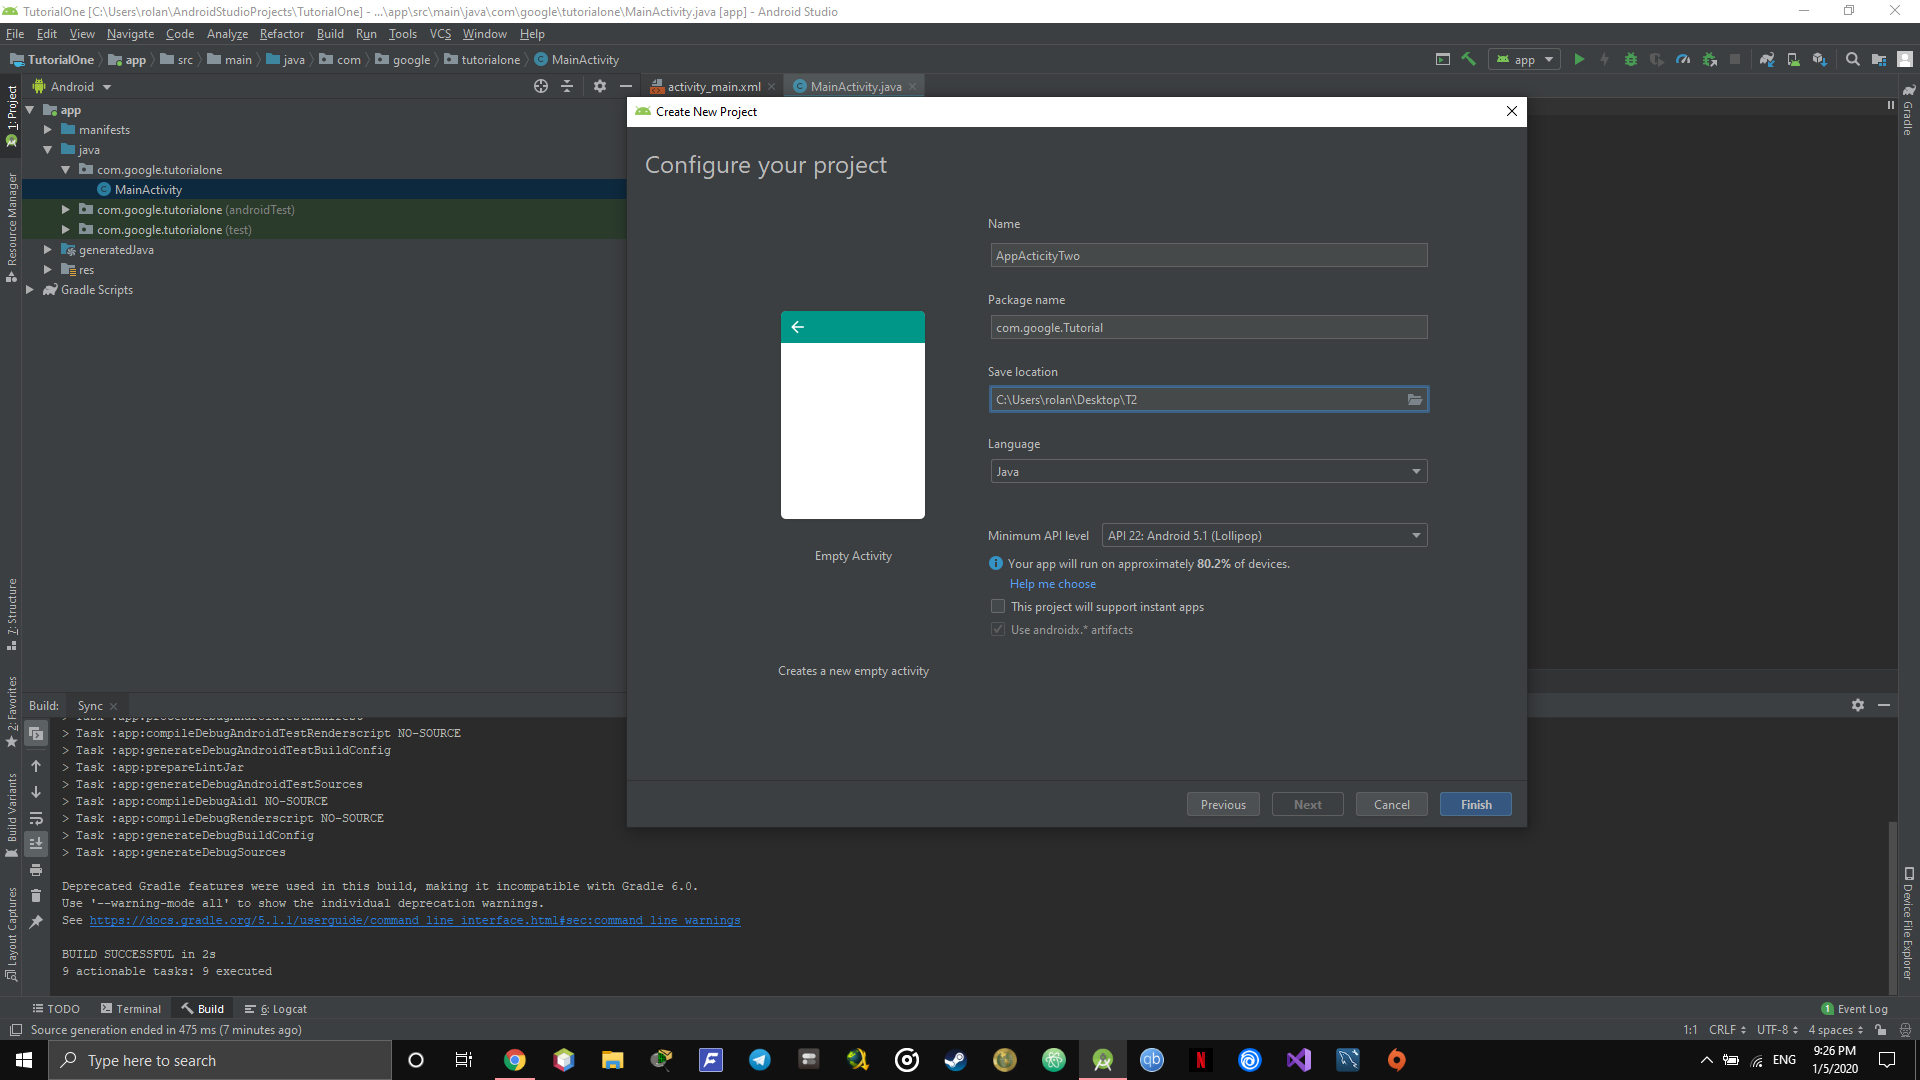 TutorialOne [C:\Users\rolan\AndroidStudioProjects\TutorialOne] - ...\app\src\main\java\com\google\tutorialone\MainActivity.java [app] - Android Studio
File Edit View Navigate Code Analyze Refactor Build Run Tools VCS Window Help
TutorialOne app src main java com google tutorialone MainActivity
app
Android
activity_main.xml
MainActivity.java
1: Project
Resource Manager
7: Structure
2: Favorites
Build Variants
Layout Captures
app
manifests
java
com.google.tutorialone
MainActivity
com.google.tutorialone (androidTest)
com.google.tutorialone (test)
generatedJava
res
Gradle Scripts
Create New Project
Configure your project
Name
AppActicityTwo
Package name
com.google.Tutorial
Save location
C:\Users\rolan\Desktop\T2
Language
Java
Minimum API level API 22: Android 5.1 (Lollipop)
Your app will run on approximately 80.2% of devices.
Help me choose
This project will support instant apps
Use androidx.* artifacts
Empty Activity
Creates a new empty activity
Previous Next Cancel Finish
Gradle
Device File Explorer
Build: Sync
> Task :app:processDebugAndroidTestManifest
> Task :app:compileDebugAndroidTestRenderscript NO-SOURCE
> Task :app:generateDebugAndroidTestBuildConfig
> Task :app:prepareLintJar
> Task :app:generateDebugAndroidTestSources
> Task :app:compileDebugAidl NO-SOURCE
> Task :app:compileDebugRenderscript NO-SOURCE
> Task :app:generateDebugBuildConfig
> Task :app:generateDebugSources
Deprecated Gradle features were used in this build, making it incompatible with Gradle 6.0.
Use '--warning-mode all' to show the individual deprecation warnings.
See https://docs.gradle.org/5.1.1/userguide/command_line_interface.html#sec:command_line_warnings
BUILD SUCCESSFUL in 2s
9 actionable tasks: 9 executed
TODO Terminal Build 6: Logcat
1 Event Log
Source generation ended in 475 ms (7 minutes ago)
1:1 CRLF UTF-8 4 spaces
Type here to search
F
qb
N
ENG
9:26 PM
1/5/2020